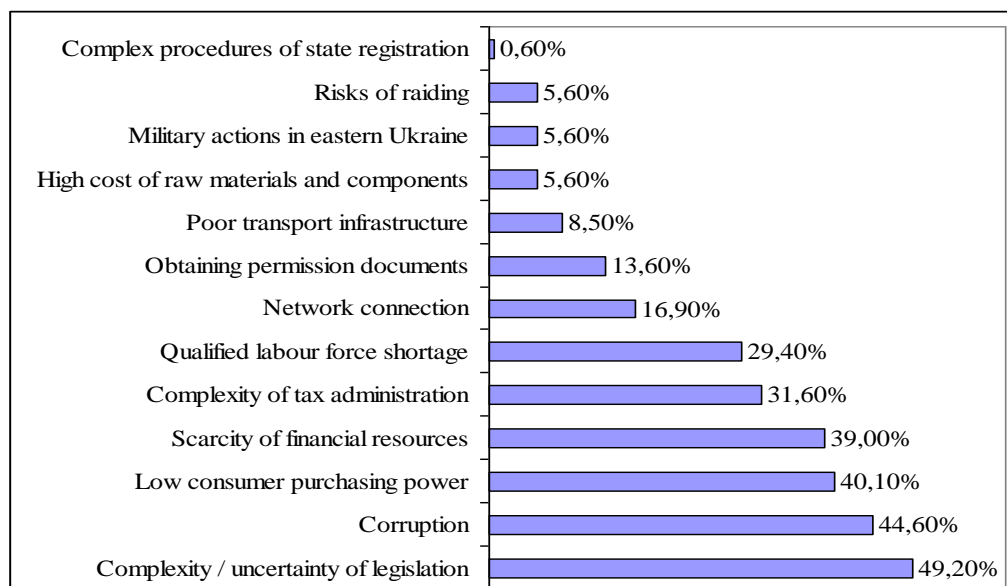 Complex procedures of state registration 0,60%
Risks of raiding 5,60%
Military actions in eastern Ukraine 5,60%
High cost of raw materials and components 5,60%
Poor transport infrastructure 8,50%
Obtaining permission documents 13,60%
Network connection 16,90%
Qualified labour force shortage 29,40%
Complexity of tax administration 31,60%
Scarcity of financial resources 39,00%
Low consumer purchasing power 40,10%
Corruption 44,60%
Complexity / uncertainty of legislation 49,20%